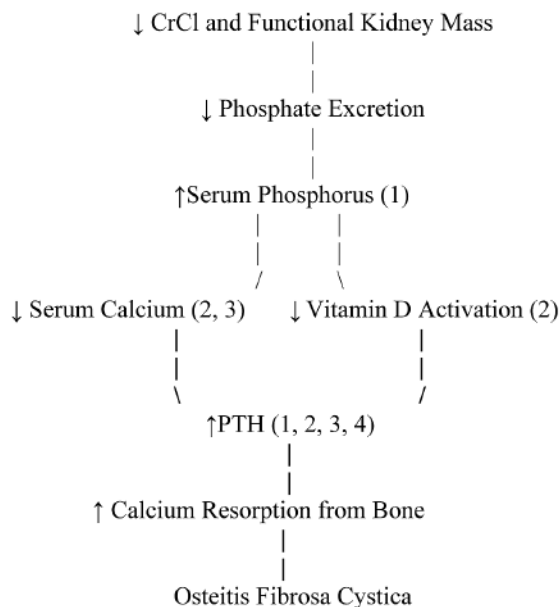 ↓ CrCl and Functional Kidney Mass
↓ Phosphate Excretion
↑Serum Phosphorus (1)
↓ Serum Calcium (2, 3) ↓ Vitamin D Activation (2)
↑PTH (1, 2, 3, 4)
↑ Calcium Resorption from Bone
Osteitis Fibrosa Cystica